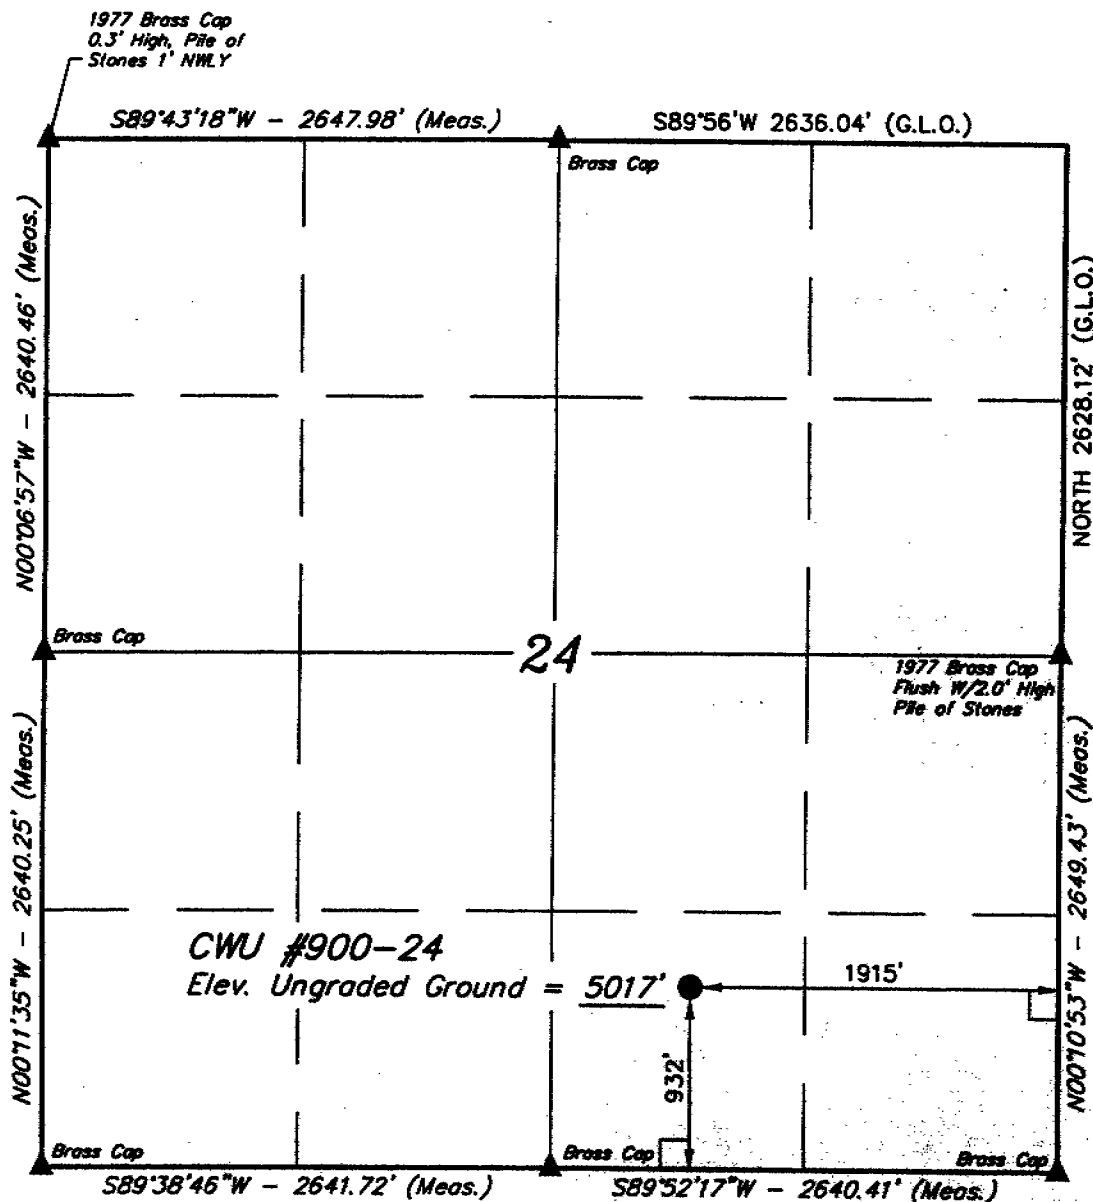 1977 Brass Cap
0.3' High, Pile of
Stones 1' NWLY
S89°43'18"W - 2647.98' (Meas.)
S89°56'W 2636.04' (G.L.O.)
Brass Cap
N00°06'57"W - 2640.46' (Meas.)
NORTH 2628.12' (G.L.O.)
Brass Cap
24
1977 Brass Cap
Flush W/2.0' High
Pile of Stones
N00°11'35"W - 2640.25' (Meas.)
N00°10'53"W - 2649.43' (Meas.)
CWU #900-24
Elev. Ungraded Ground = 5017'
1915'
932'
Brass Cap
Brass Cap
Brass Cap
S89°38'46"W - 2641.72' (Meas.)
S89°52'17"W - 2640.41' (Meas.)